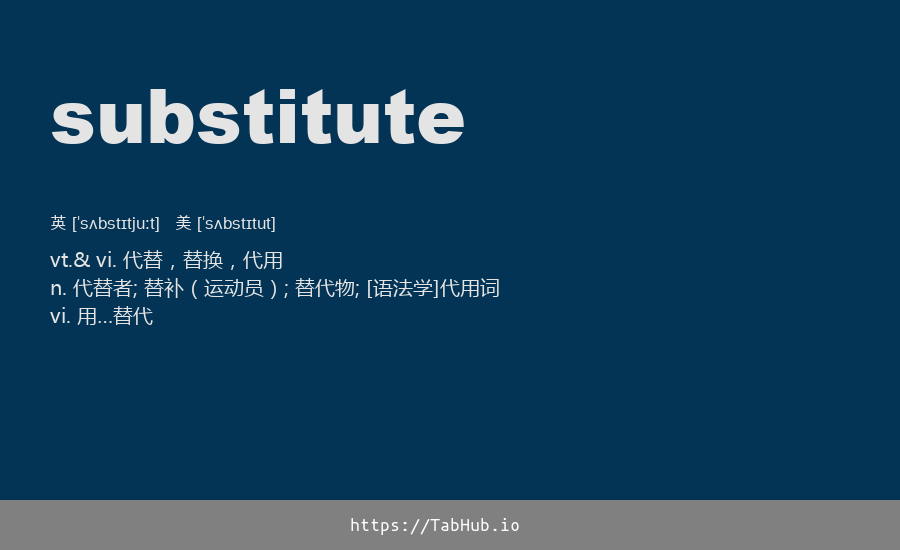 substitute
英 [ˈsʌbstɪtjuːt] 美 [ˈsʌbstɪtut]
vt.& vi. 代替，替换，代用
n. 代替者; 替补（运动员）; 替代物; [语法学]代用词
vi. 用...替代
https://TabHub.io